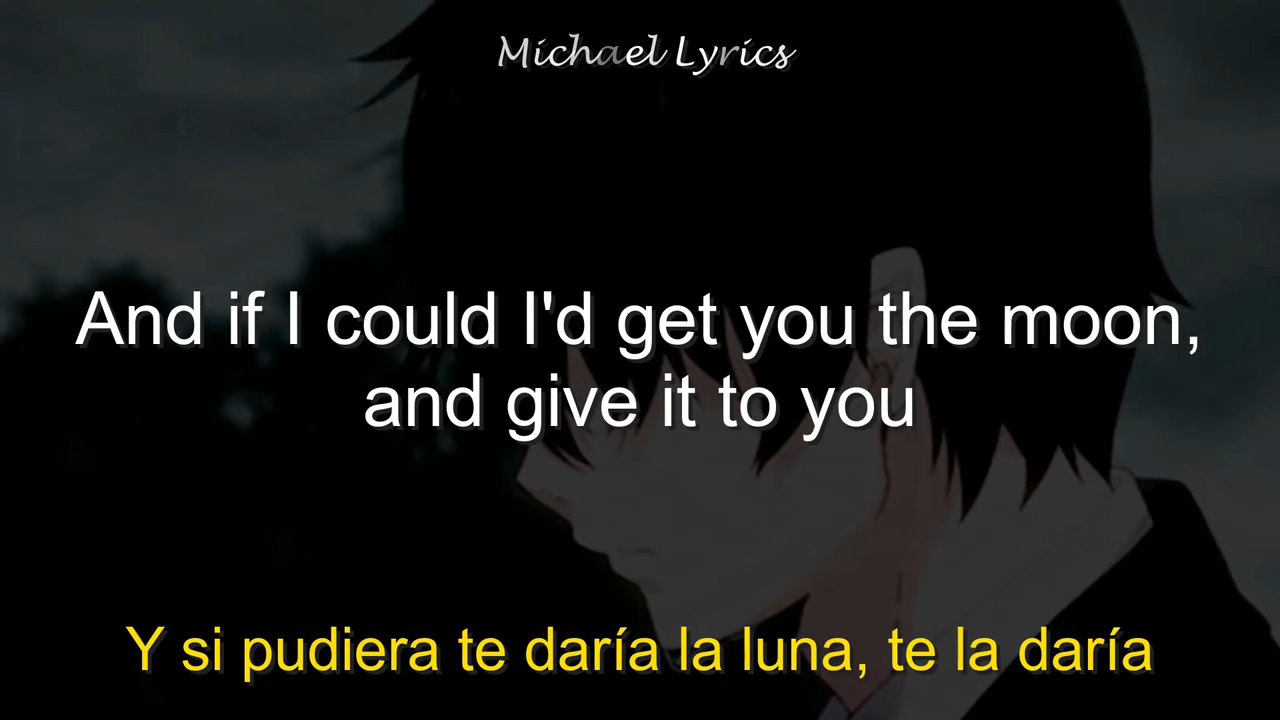 Michael Lyrics
And if I could I'd get you the moon,
and give it to you
Y si pudiera te daría la luna, te la daría